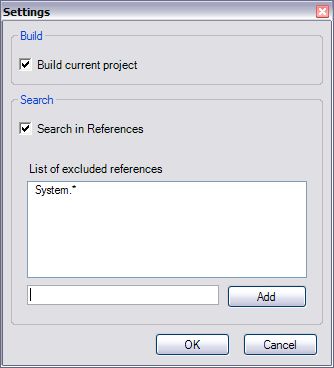 Settings
Build
Build current project
Search
Search in References
List of excluded references
System.*
Add
OK
Cancel